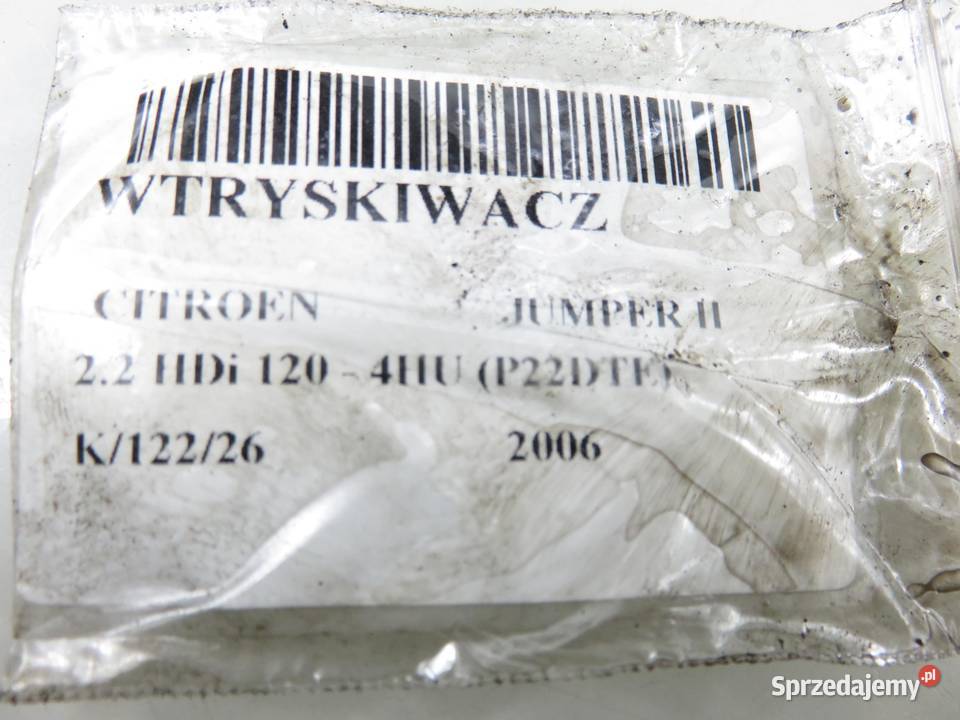 WTRYSKIWACZ
CITROEN JUMPER II
2.2 HDi 120 - 4HU (P22DTE)
K/122/26 2006
Sprzedajemy.pl